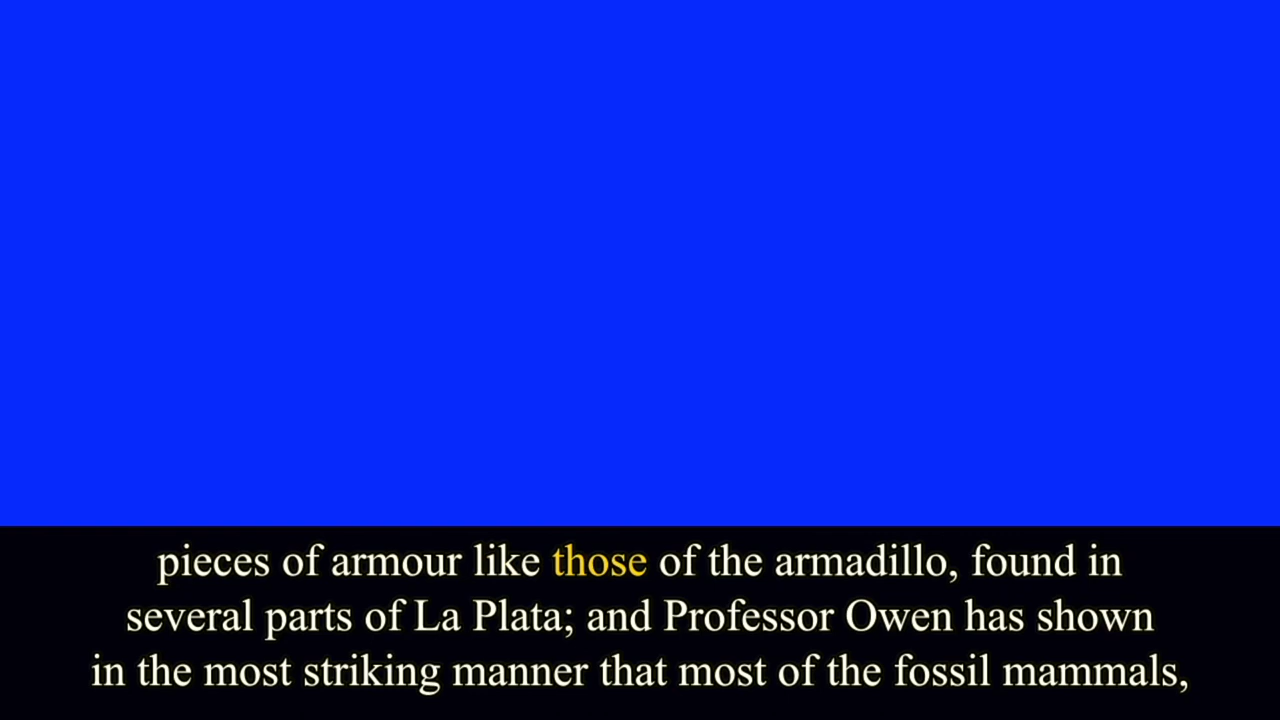 pieces of armour like those of the armadillo, found in
several parts of La Plata; and Professor Owen has shown
in the most striking manner that most of the fossil mammals,